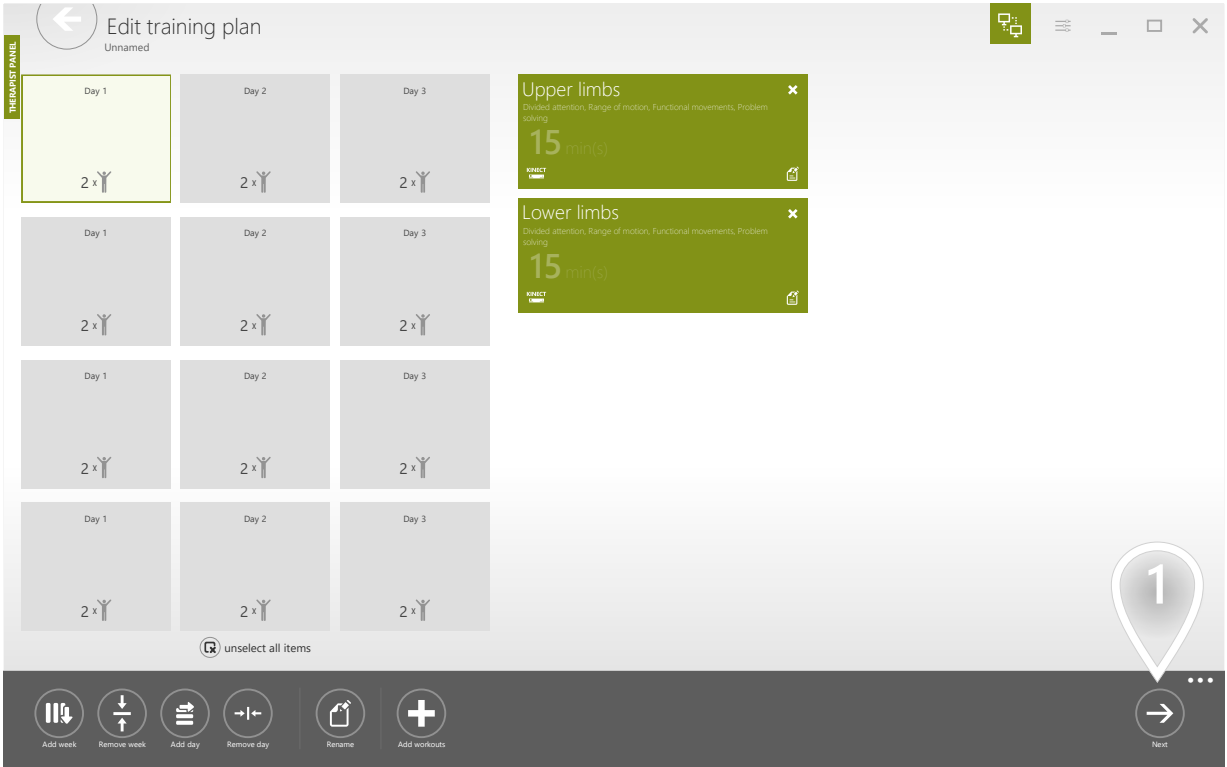 Edit training plan
Unnamed
THERAPIST PANEL
Day 1
Day 2
Day 3
2 x
2 x
2 x
Day 1
Day 2
Day 3
2 x
2 x
2 x
Day 1
Day 2
Day 3
2 x
2 x
2 x
Day 1
Day 2
Day 3
2 x
2 x
2 x
unselect all items
Upper limbs
Divided attention, Range of motion, Functional movements, Problem
solving
15 min(s)
KINECT
Lower limbs
Divided attention, Range of motion, Functional movements, Problem
solving
15 min(s)
KINECT
1
Add week
Remove week
Add day
Remove day
Rename
Add workouts
Next